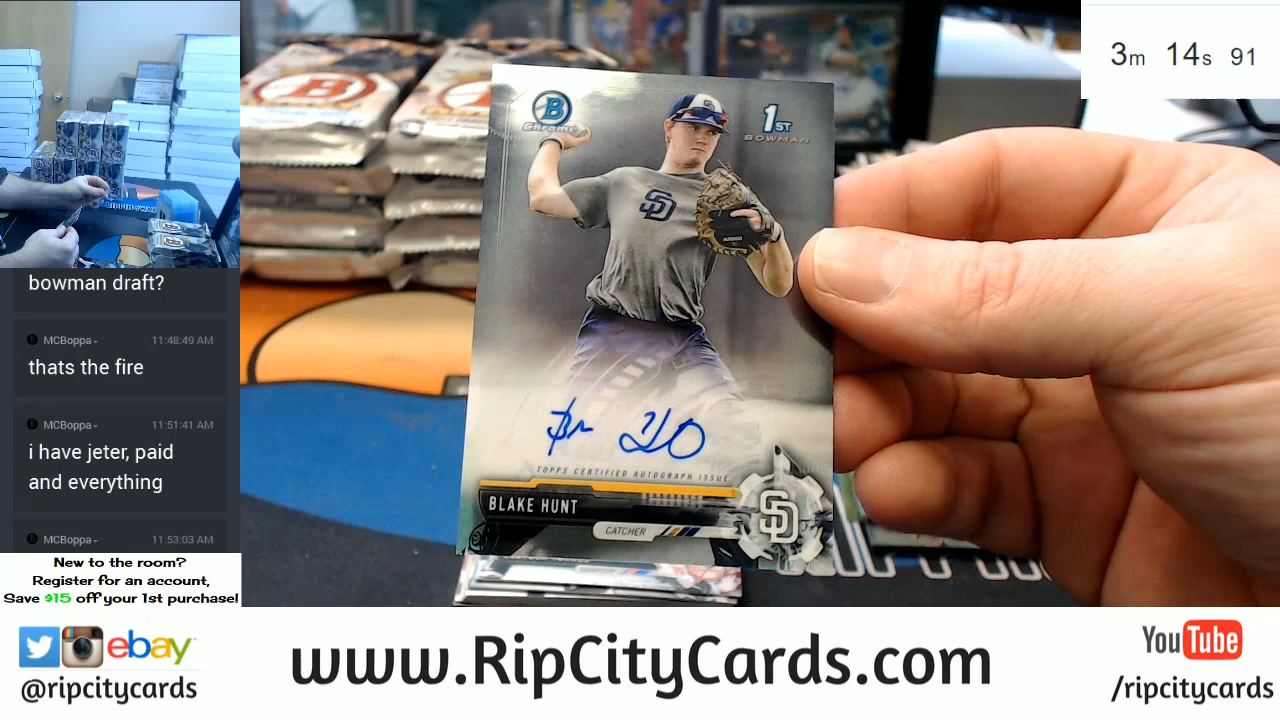 3m 14s 91
B
Chrome
1ST
BOWMAN
SD
TOPPS CERTIFIED AUTOGRAPH ISSUE
BLAKE HUNT
CATCHER
SD
bowman draft?
MCBoppa
11:48:49 AM
thats the fire
MCBoppa
11:51:41 AM
i have jeter, paid
and everything
MCBoppa
11:53:03 AM
New to the room?
Register for an account,
Save $15 off your 1st purchase!
ebay
@ripcitycards
www.RipCityCards.com
YouTube
/ripcitycards